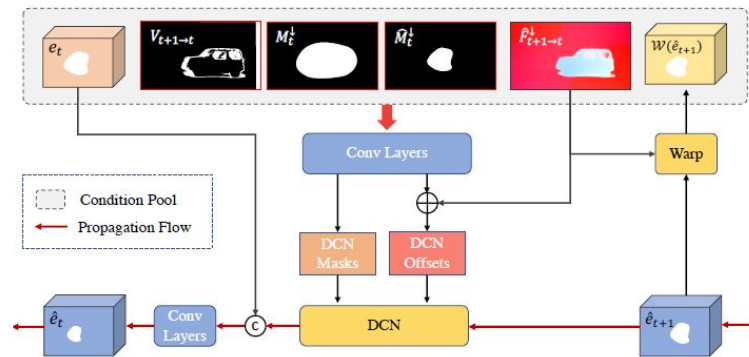 e_t
V_{t+1→t}
M_t^↓
M̂_t^↓
F̂_{t+1→t}^↓
𝒲(ê_{t+1})
Conv Layers
Warp
Condition Pool
Propagation Flow
DCN
Masks
DCN
Offsets
ê_t
Conv
Layers
C
DCN
ê_{t+1}